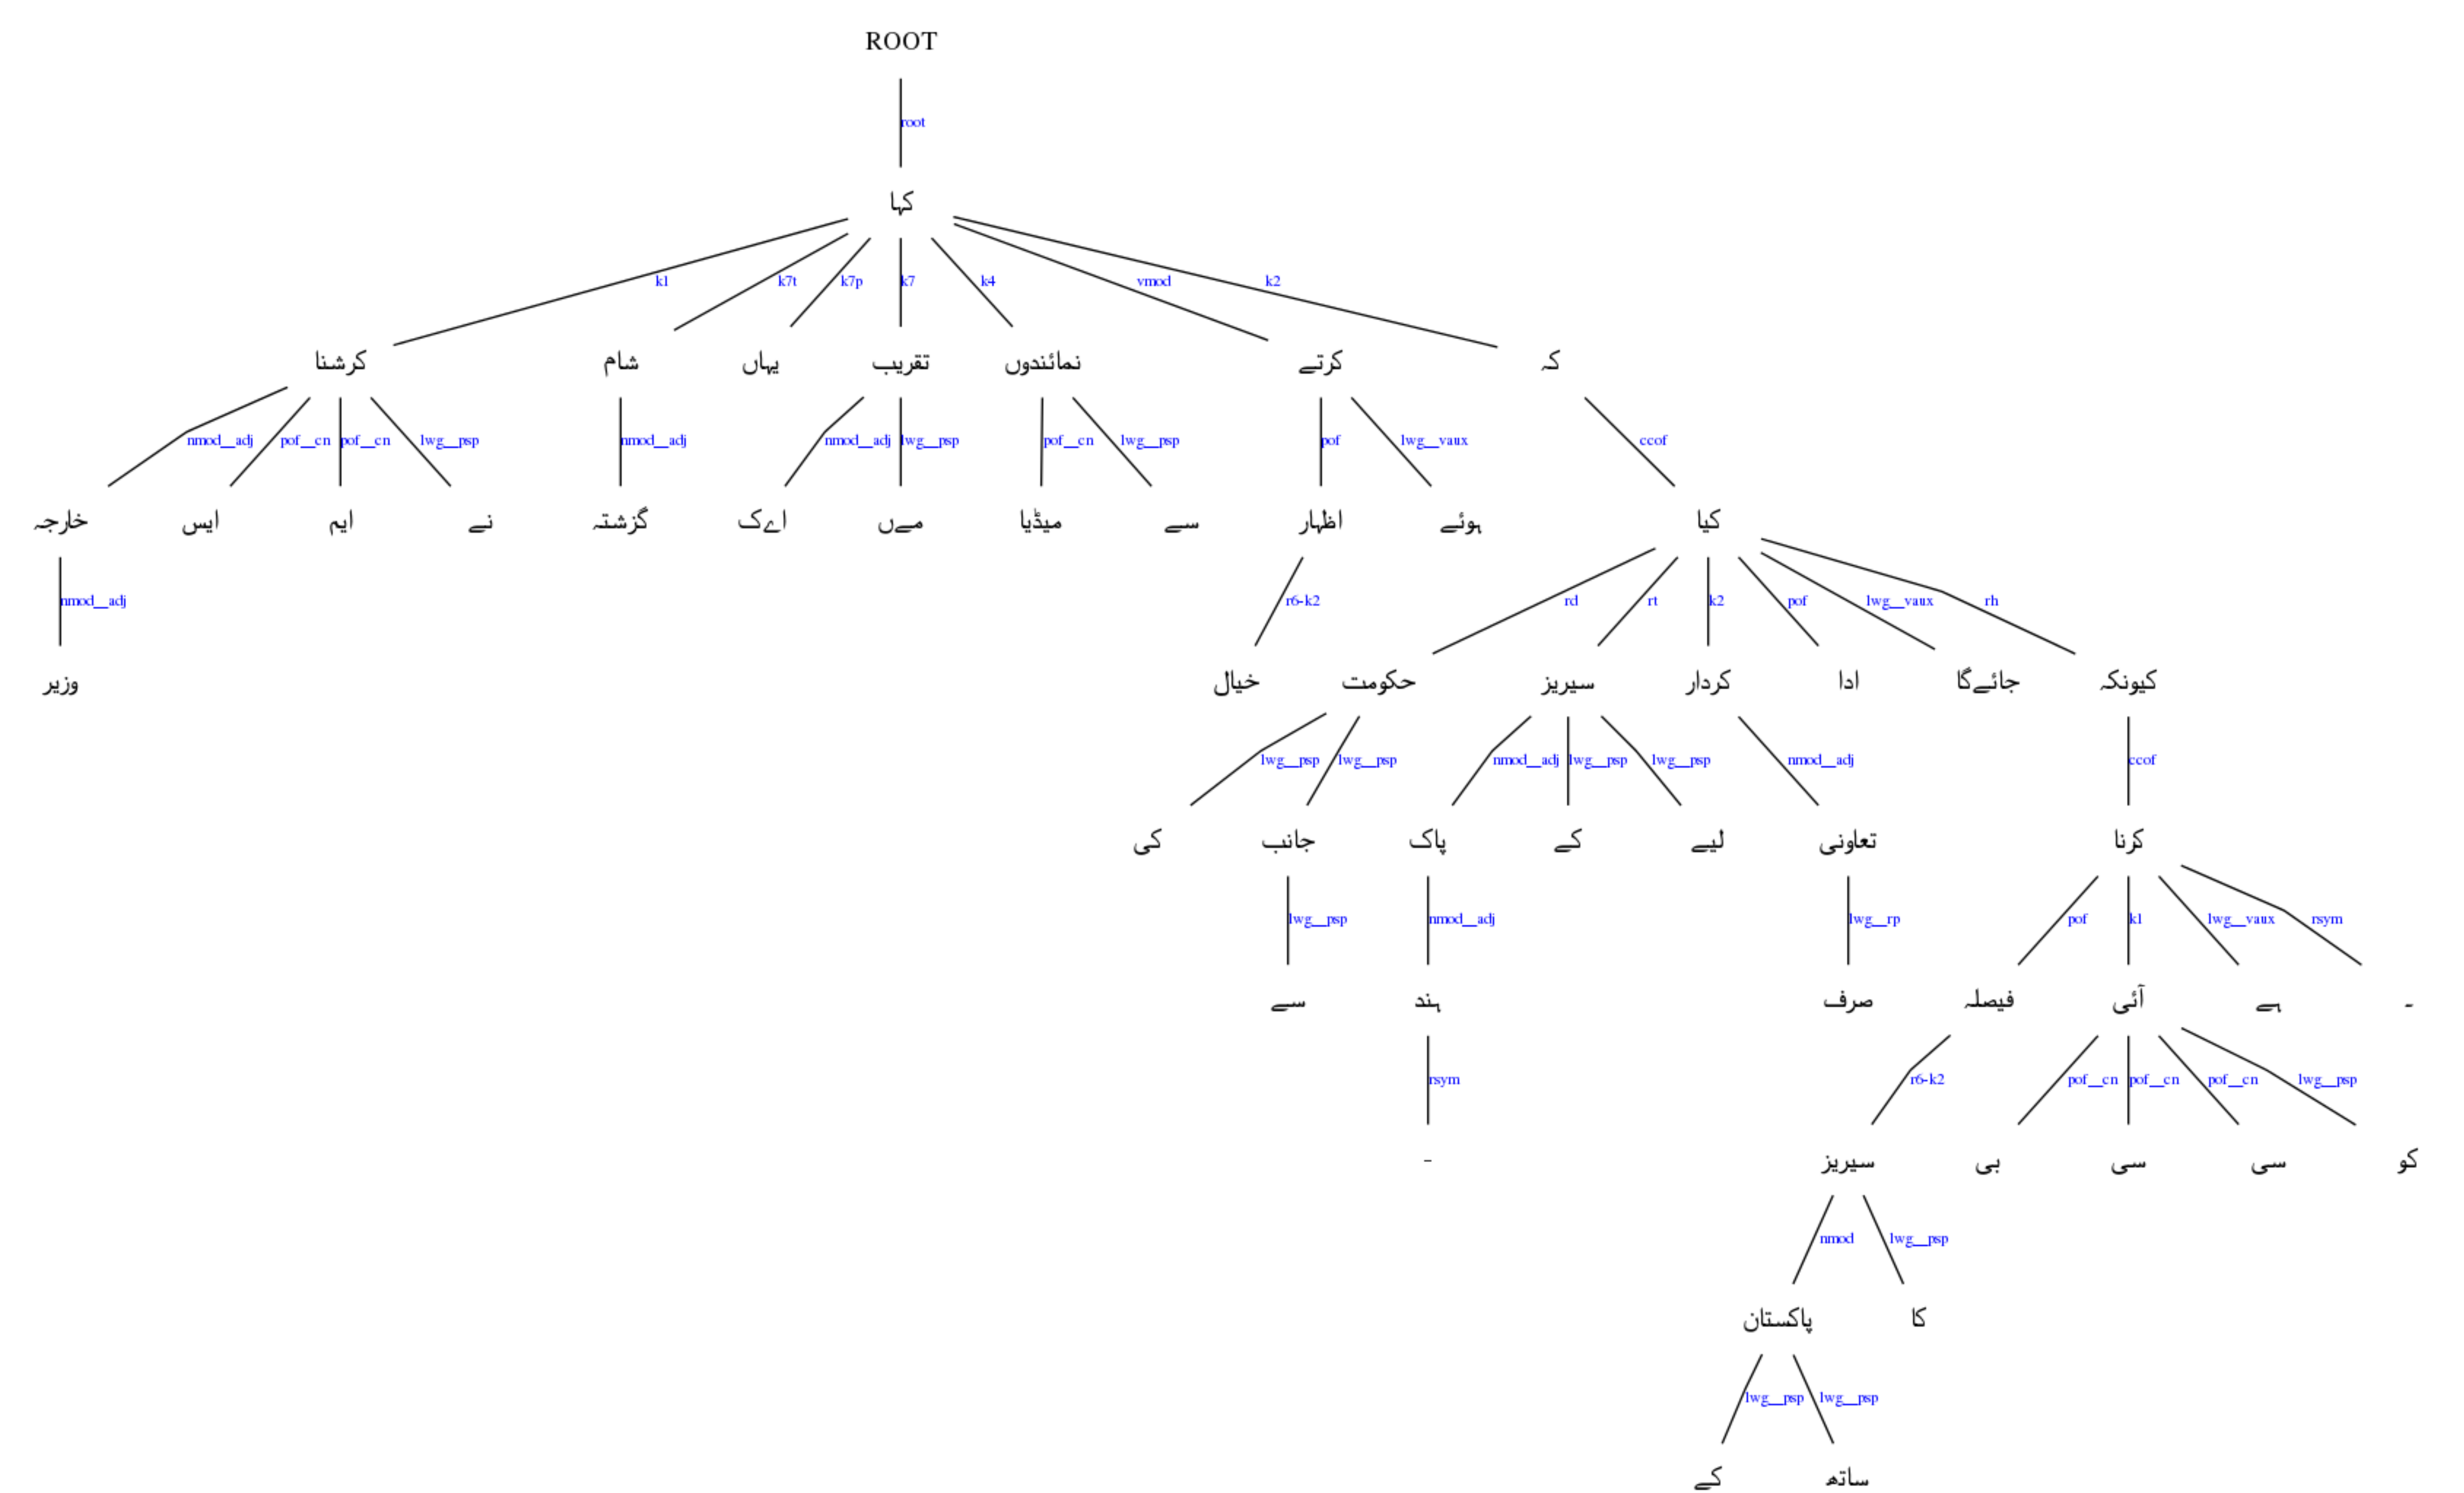 ROOT
root
کہا
k1 k7t k7p k7 k4 vmod k2
کرشنا شام یہاں تقریب نمائندوں کرتے کہ
nmod__adj pof__cn pof__cn lwg__psp nmod__adj nmod__adj lwg__psp pof__cn lwg__psp pof lwg__vaux ccof
خارجہ ایس ایم نے گزشتہ اےک مےں میڈیا سے اظہار ہوئے کیا
nmod__adj r6-k2 rd rt k2 pof lwg__vaux rh
وزیر خیال حکومت سیریز کردار ادا جائےگا کیونکہ
lwg__psp lwg__psp nmod__adj lwg__psp lwg__psp nmod__adj ccof
کی جانب پاک کے لیے تعاونی کرنا
lwg__psp nmod__adj lwg__rp pof k1 lwg__vaux rsym
سے ہند صرف فیصلہ آئی ہے ۔
rsym r6-k2 pof__cn pof__cn pof__cn lwg__psp
- سیریز بی سی سی کو
nmod lwg__psp
پاکستان کا
lwg__psp lwg__psp
کے ساتھ